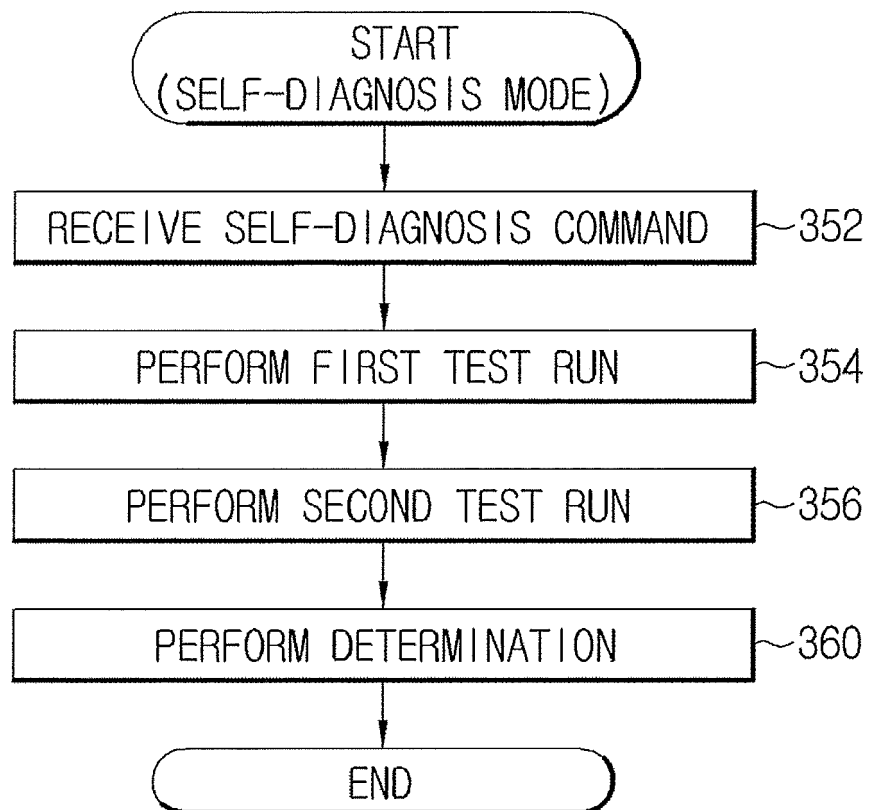 START
(SELF-DIAGNOSIS MODE)
RECEIVE SELF-DIAGNOSIS COMMAND 352
PERFORM FIRST TEST RUN 354
PERFORM SECOND TEST RUN 356
PERFORM DETERMINATION 360
END